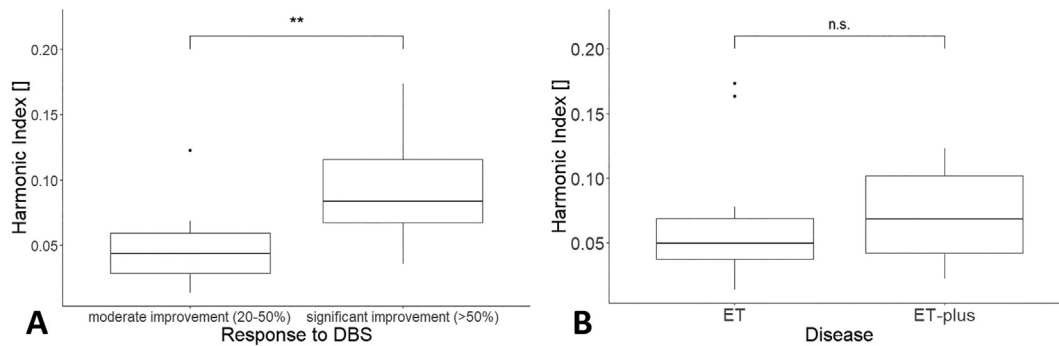 **
0.20
0.15
0.10
0.05
Harmonic Index []
moderate improvement (20-50%)
significant improvement (>50%)
Response to DBS
A
n.s.
0.20
0.15
0.10
0.05
Harmonic Index []
ET
ET-plus
Disease
B